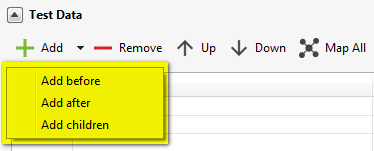 Test Data
Add Remove Up Down Map All
Add before
Add after
Add children